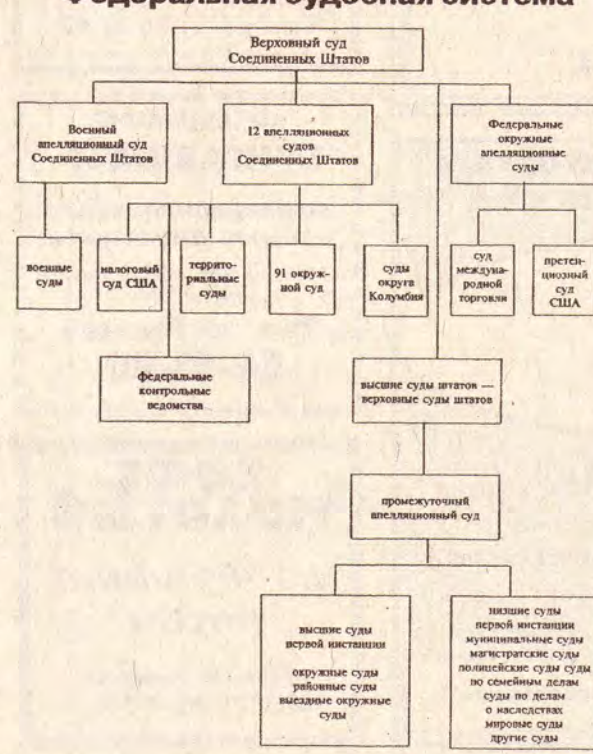 Федеральная судебная система
Верховный суд
Соединенных Штатов
Военный
апелляционный суд
Соединенных Штатов
12 апелляционных
судов
Соединенных Штатов
Федеральные
окружные
апелляционные
суды
военные
суды
налоговый
суд США
террито-
риальные
суды
91 окруж-
ной суд
суды
округа
Колумбия
суд
междуна-
родной
торговли
претен-
циозный
суд
США
федеральные
контрольные
ведомства
высшие суды штатов —
верховные суды штатов
промежуточный
апелляционный суд
высшие суды
первой инстанции
окружные суды
районные суды
выездные окружные
суды
низшие суды
первой инстанции
муниципальные суды
магистратские суды
полицейские суды суды
по семейным делам
суды по делам
о наследствах
мировые суды
другие суды